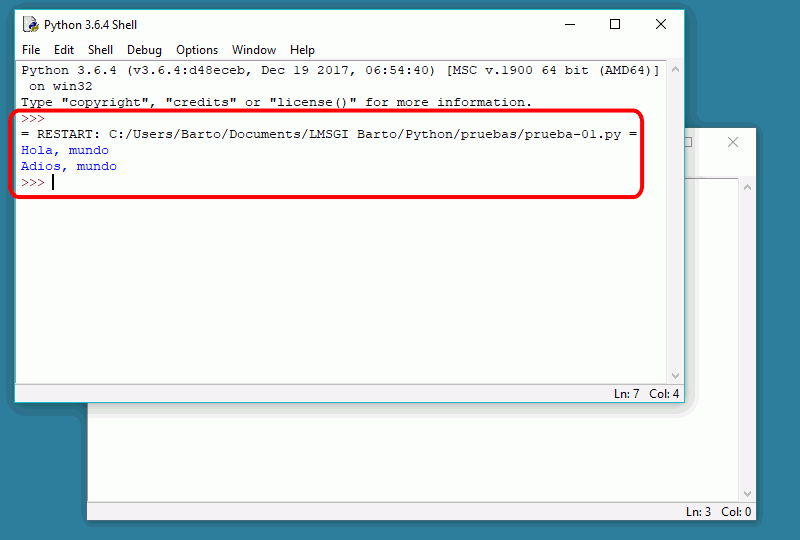 Python 3.6.4 Shell
File Edit Shell Debug Options Window Help
Python 3.6.4 (v3.6.4:d48eceb, Dec 19 2017, 06:54:40) [MSC v.1900 64 bit (AMD64)]
on win32
Type "copyright", "credits" or "license()" for more information.
>>>
= RESTART: C:/Users/Barto/Documents/LMSGI Barto/Python/pruebas/prueba-01.py =
Hola, mundo
Adios, mundo
>>>
Ln: 7 Col: 4
Ln: 3 Col: 0